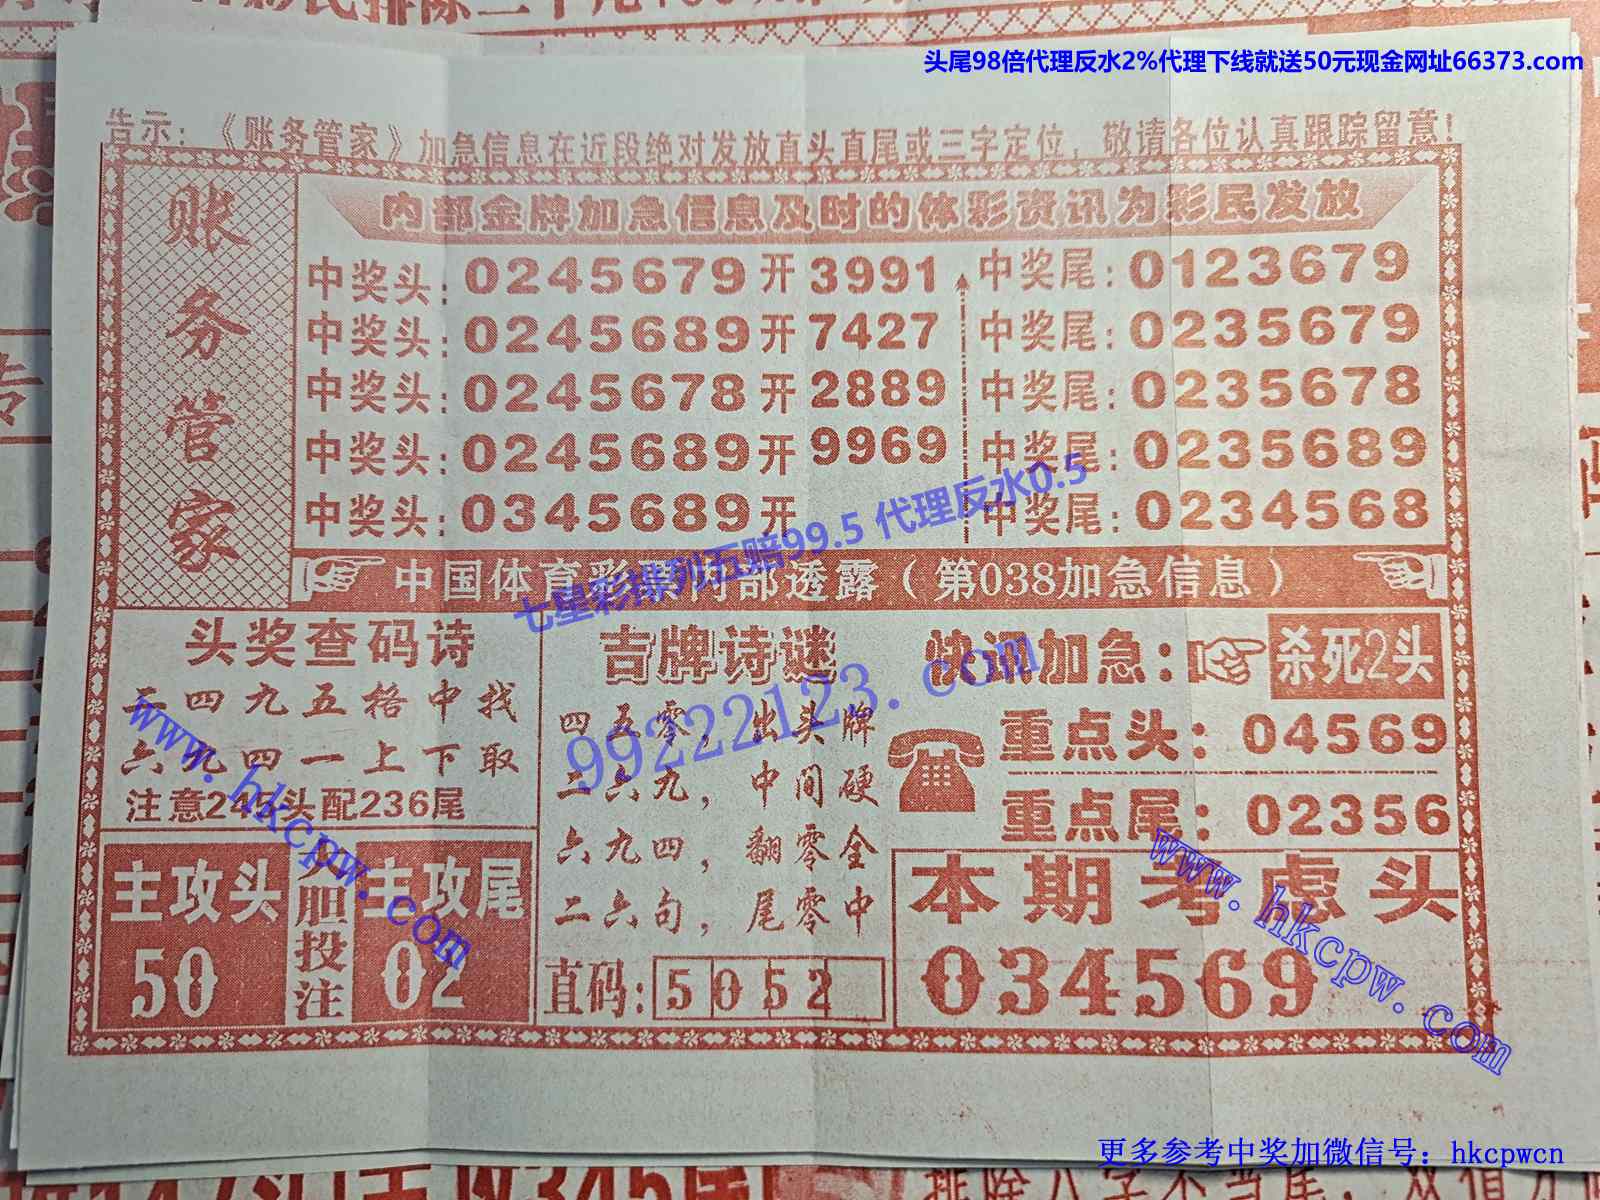 头尾98倍代理反水2%代理下线就送50元现金网址66373.com
告示：《账务管家》加急信息在近段绝对发放直头直尾或三字定位，敬请各位认真跟踪留意！
账务管家
内部金牌加急信息及时的体彩资讯为彩民发放
中奖头：0245679开3991 中奖尾：0123679
中奖头：0245689开7427 中奖尾：0235679
中奖头：0245678开2889 中奖尾：0235678
中奖头：0245689开9969 中奖尾：0235689
中奖头：0345689开 中奖尾：0234568
七星彩排列五赔99.5 代理反水0.5
中国体育彩票内部透露（第038加急信息）
头奖查码诗
二四九五格中找
六九四一上下取
注意245头配236尾
主攻头
50
头胆投注
主攻尾
02
吉牌诗谜
四五零，出头牌
二六九，中间硬
六九四，翻零全
二六句，尾零中
直码：5052
快讯加急：杀死2头
重点头：04569
重点尾：02356
本期考虑头
034569
99222123.com
www.hkcpw.com
www.hkcpw.com
更多参考中奖加微信号：hkcpwcn